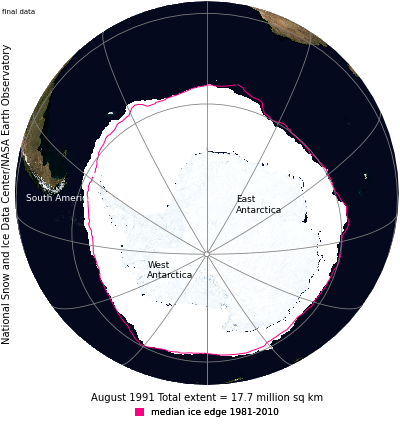 final data
National Snow and Ice Data Center/NASA Earth Observatory
South Ameri
East
Antarctica
West
Antarctica
August 1991 Total extent = 17.7 million sq km
median ice edge 1981-2010